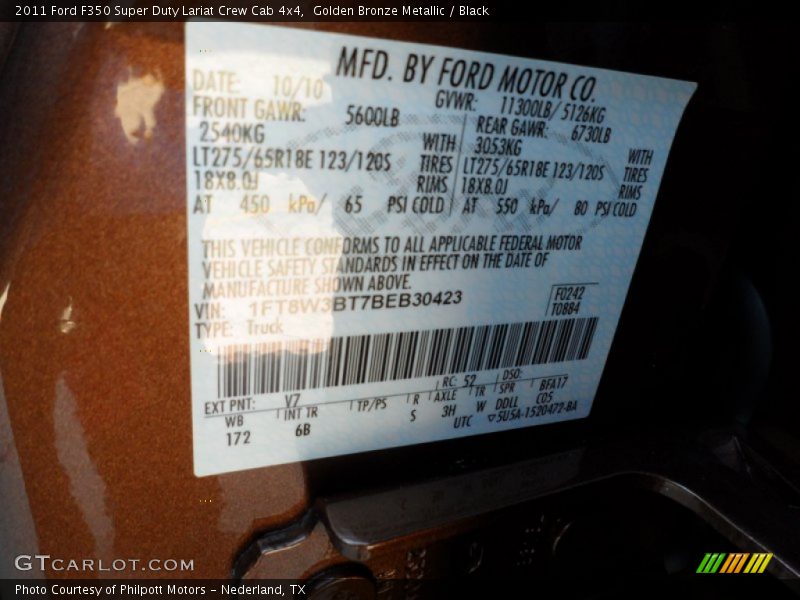 2011 Ford F350 Super Duty Lariat Crew Cab 4x4,  Golden Bronze Metallic / Black
MFD. BY FORD MOTOR CO.
DATE: 10/10 GVWR: 11300LB/ 5126KG
FRONT GAWR: 5600LB REAR GAWR: 6730LB
2540KG WITH 3053KG WITH
LT275/65R18E 123/120S TIRES LT275/65R18E 123/120S TIRES
18X8.0J RIMS 18X8.0J RIMS
AT 450 kPa/ 65 PSI COLD AT 550 kPa/ 80 PSI COLD
THIS VEHICLE CONFORMS TO ALL APPLICABLE FEDERAL MOTOR
VEHICLE SAFETY STANDARDS IN EFFECT ON THE DATE OF
MANUFACTURE SHOWN ABOVE.
VIN: 1FT8W3BT7BEB30423 F0242
TYPE: Truck T0884
EXT PNT: V7 RC: 52 DSO:
WB INT TR TP/PS R AXLE TR SPR BFA17
172 6B S 3H W DDLL C05
UTC ▽5U5A-1520472-BA
GTCARLOT.COM
Photo Courtesy of Philpott Motors – Nederland, TX